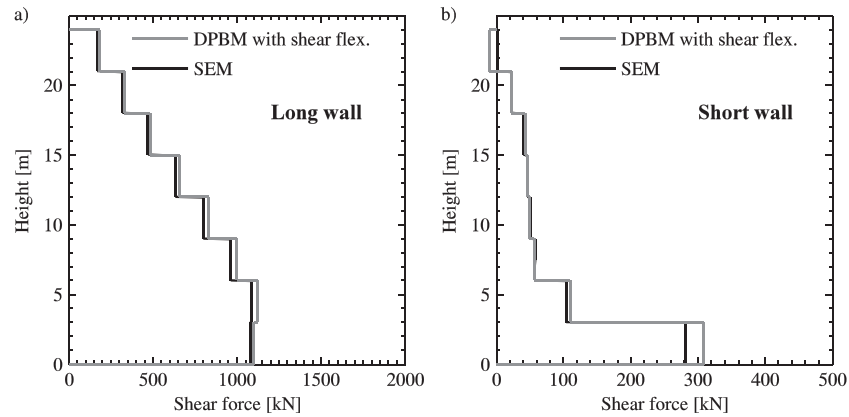 a)
DPBM with shear flex.
SEM
Long wall
Height [m]
20
15
10
5
0
0 500 1000 1500 2000
Shear force [kN]
b)
DPBM with shear flex.
SEM
Short wall
Height [m]
20
15
10
5
0
0 100 200 300 400 500
Shear force [kN]